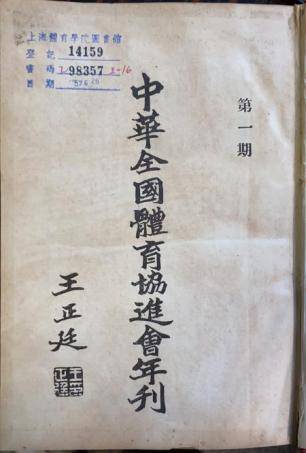 上海體育學院圖書館
登記 14159
書碼 98357
日期
第一期
中華全國體育協進會年刊
王正廷